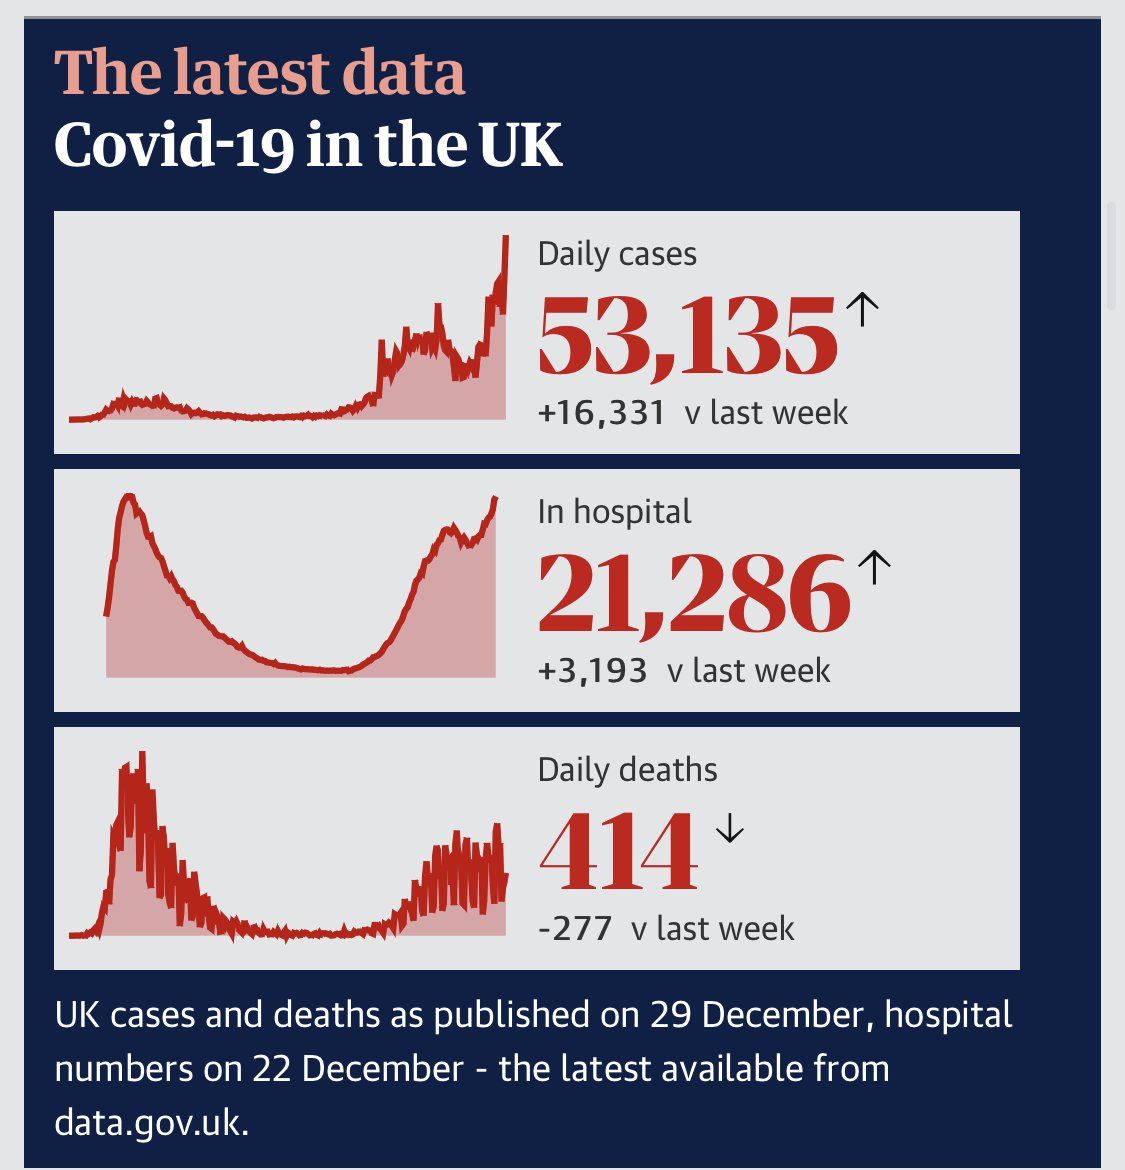 The latest data
Covid-19 in the UK
Daily cases
53,135↑
+16,331 v last week
In hospital
21,286↑
+3,193 v last week
Daily deaths
414↓
-277 v last week
UK cases and deaths as published on 29 December, hospital
numbers on 22 December - the latest available from
data.gov.uk.